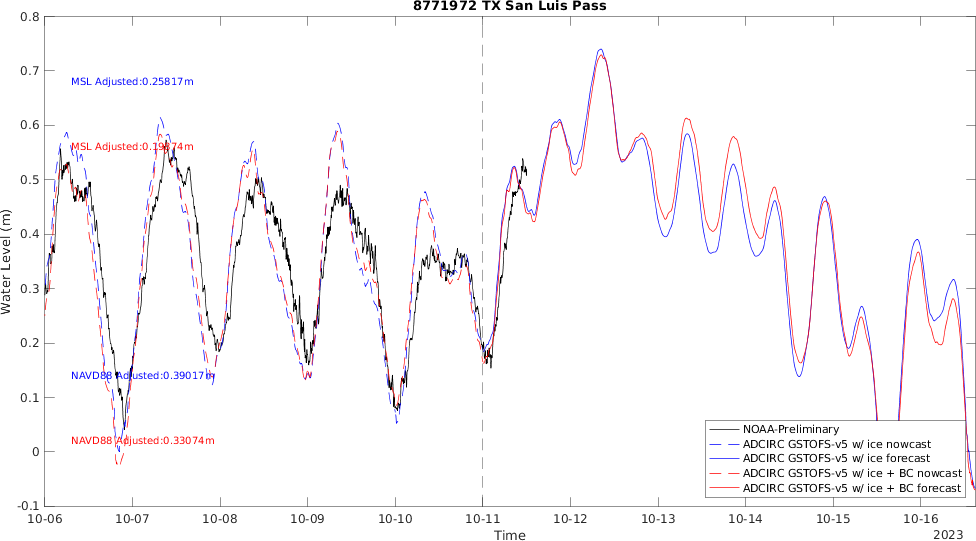 8771972 TX San Luis Pass
0.8
0.7
0.6
0.5
0.4
0.3
0.2
0.1
0
-0.1
Water Level (m)
MSL Adjusted:0.25817m
MSL Adjusted:0.19874m
NAVD88 Adjusted:0.39017m
NAVD88 Adjusted:0.33074m
NOAA-Preliminary
ADCIRC GSTOFS-v5 w/ ice nowcast
ADCIRC GSTOFS-v5 w/ ice forecast
ADCIRC GSTOFS-v5 w/ ice + BC nowcast
ADCIRC GSTOFS-v5 w/ ice + BC forecast
10-06 10-07 10-08 10-09 10-10 10-11 10-12 10-13 10-14 10-15 10-16
Time
2023